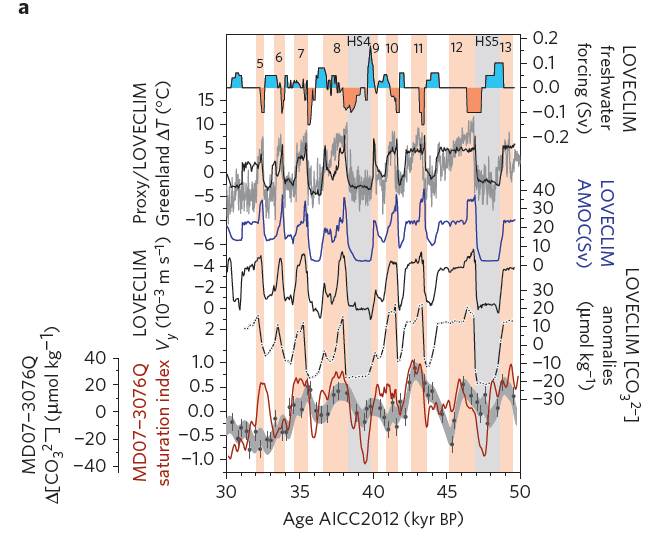 a
HS4
HS5
5
6
7
8
9
10
11
12
13
0.2
0.1
0.0
−0.1
−0.2
LOVECLIM
freshwater
forcing (Sv)
15
10
5
0
−5
−10
Proxy/LOVECLIM
Greenland ΔT (°C)
40
30
20
10
0
LOVECLIM
AMOC(Sv)
−6
−4
−2
0
2
LOVECLIM
Vy (10−3 m s−1)
30
20
10
0
−10
−20
−30
LOVECLIM [CO32−]
anomalies
(μmol kg−1)
1.0
0.5
0.0
−0.5
−1.0
MD07−3076Q
saturation index
40
20
0
−20
−40
MD07−3076Q
Δ[CO32−] (μmol kg−1)
30
35
40
45
50
Age AICC2012 (kyr BP)